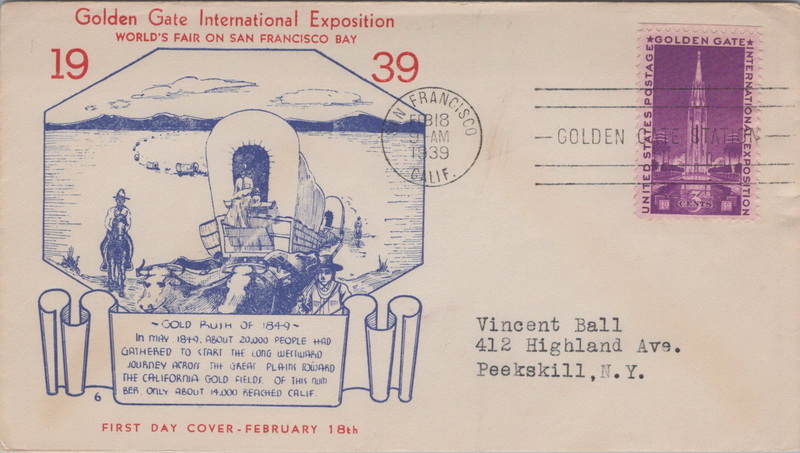 Golden Gate International Exposition
WORLD'S FAIR ON SAN FRANCISCO BAY
19 39
SAN FRANCISCO
FEB 18
9 AM
1939
CALIF.
GOLDEN GATE STATION
UNITED STATES POSTAGE
GOLDEN GATE
INTERNATIONAL EXPOSITION
3
CENTS
~ GOLD RUSH OF 1849 ~
IN MAY, 1849, ABOUT 20,000 PEOPLE HAD
GATHERED TO START THE LONG WESTWARD
JOURNEY ACROSS THE GREAT PLAINS TOWARD
THE CALIFORNIA GOLD FIELDS. OF THIS NUM
BER, ONLY ABOUT 14,000 REACHED CALIF.
6
FIRST DAY COVER - FEBRUARY 18th
Vincent Ball
412 Highland Ave.
Peekskill, N.Y.